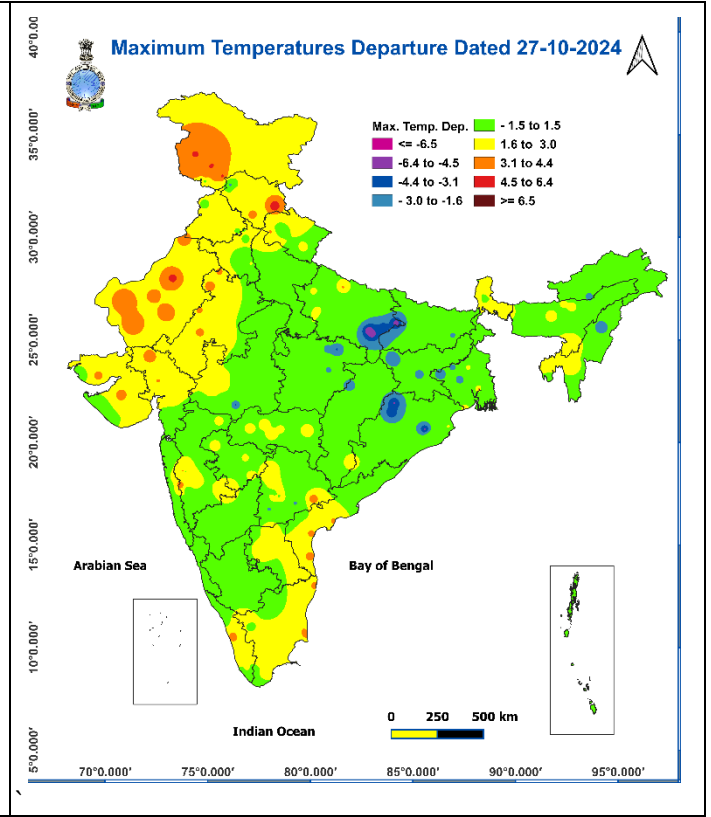 Maximum Temperatures Departure Dated 27-10-2024
Max. Temp. Dep.
<= -6.5
-6.4 to -4.5
-4.4 to -3.1
- 3.0 to -1.6
- 1.5 to 1.5
1.6 to 3.0
3.1 to 4.4
4.5 to 6.4
>= 6.5
40°0.00
35°0.000'
30°0.000'
25°0.000'
20°0.000'
15°0.000'
10°0.000'
5°0.000'
Arabian Sea
Bay of Bengal
Indian Ocean
0 250 500 km
70°0.000' 75°0.000' 80°0.000' 85°0.000' 90°0.000' 95°0.000'
`